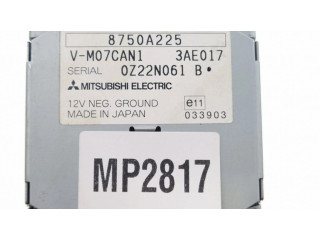 8750A225
V-M07CAN1 3AE017
SERIAL 0Z22N061 B •
MITSUBISHI ELECTRIC
12V NEG. GROUND
MADE IN JAPAN
e11
033903
MP2817